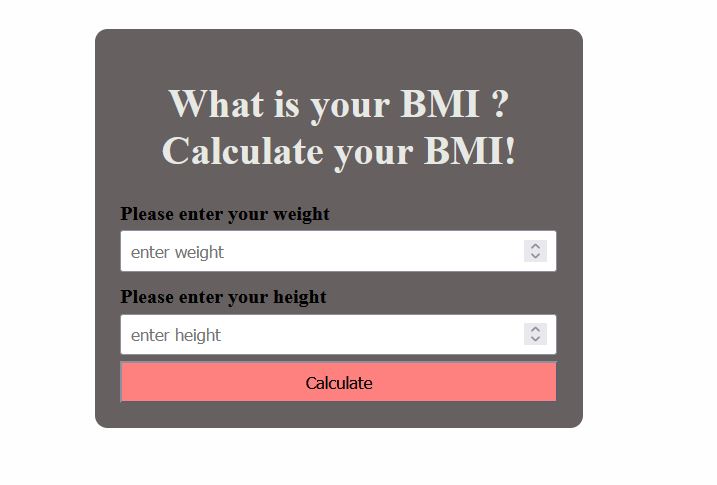 What is your BMI ?
Calculate your BMI!
Please enter your weight
enter weight
Please enter your height
enter height
Calculate